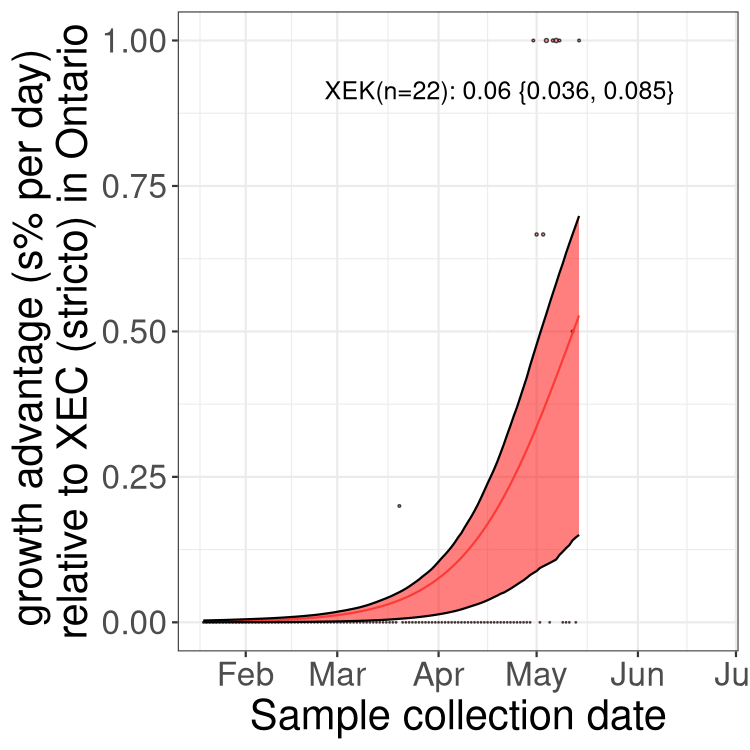 growth advantage (s% per day)
relative to XEC (stricto) in Ontario
1.00
0.75
0.50
0.25
0.00
XEK(n=22): 0.06 {0.036, 0.085}
Feb Mar Apr May Jun Ju
Sample collection date